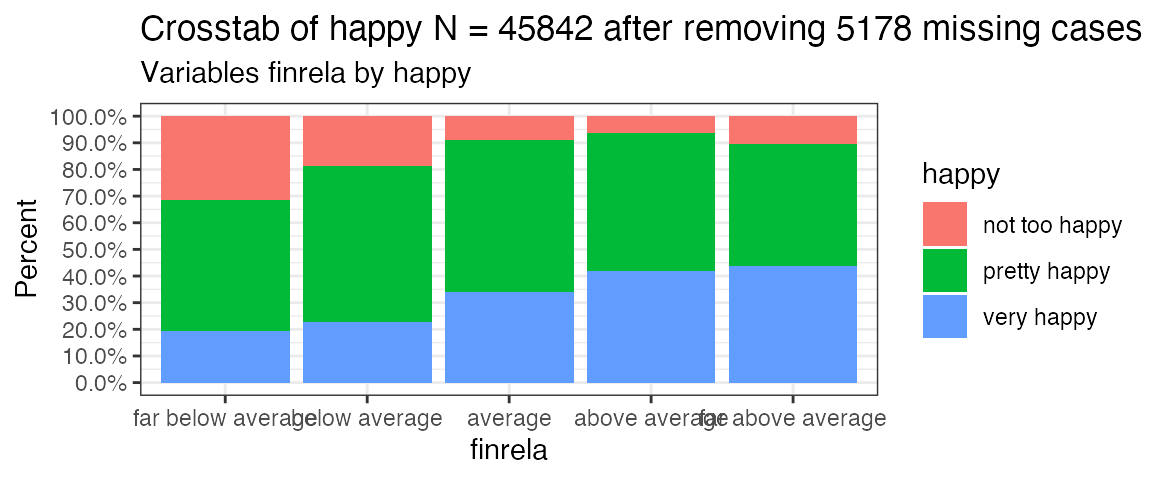 Crosstab of happy N = 45842 after removing 5178 missing cases
Variables finrela by happy
100.0%
90.0%
80.0%
70.0%
60.0%
50.0%
40.0%
30.0%
20.0%
10.0%
0.0%
Percent
far below average below average average above average far above average
finrela
happy
not too happy
pretty happy
very happy